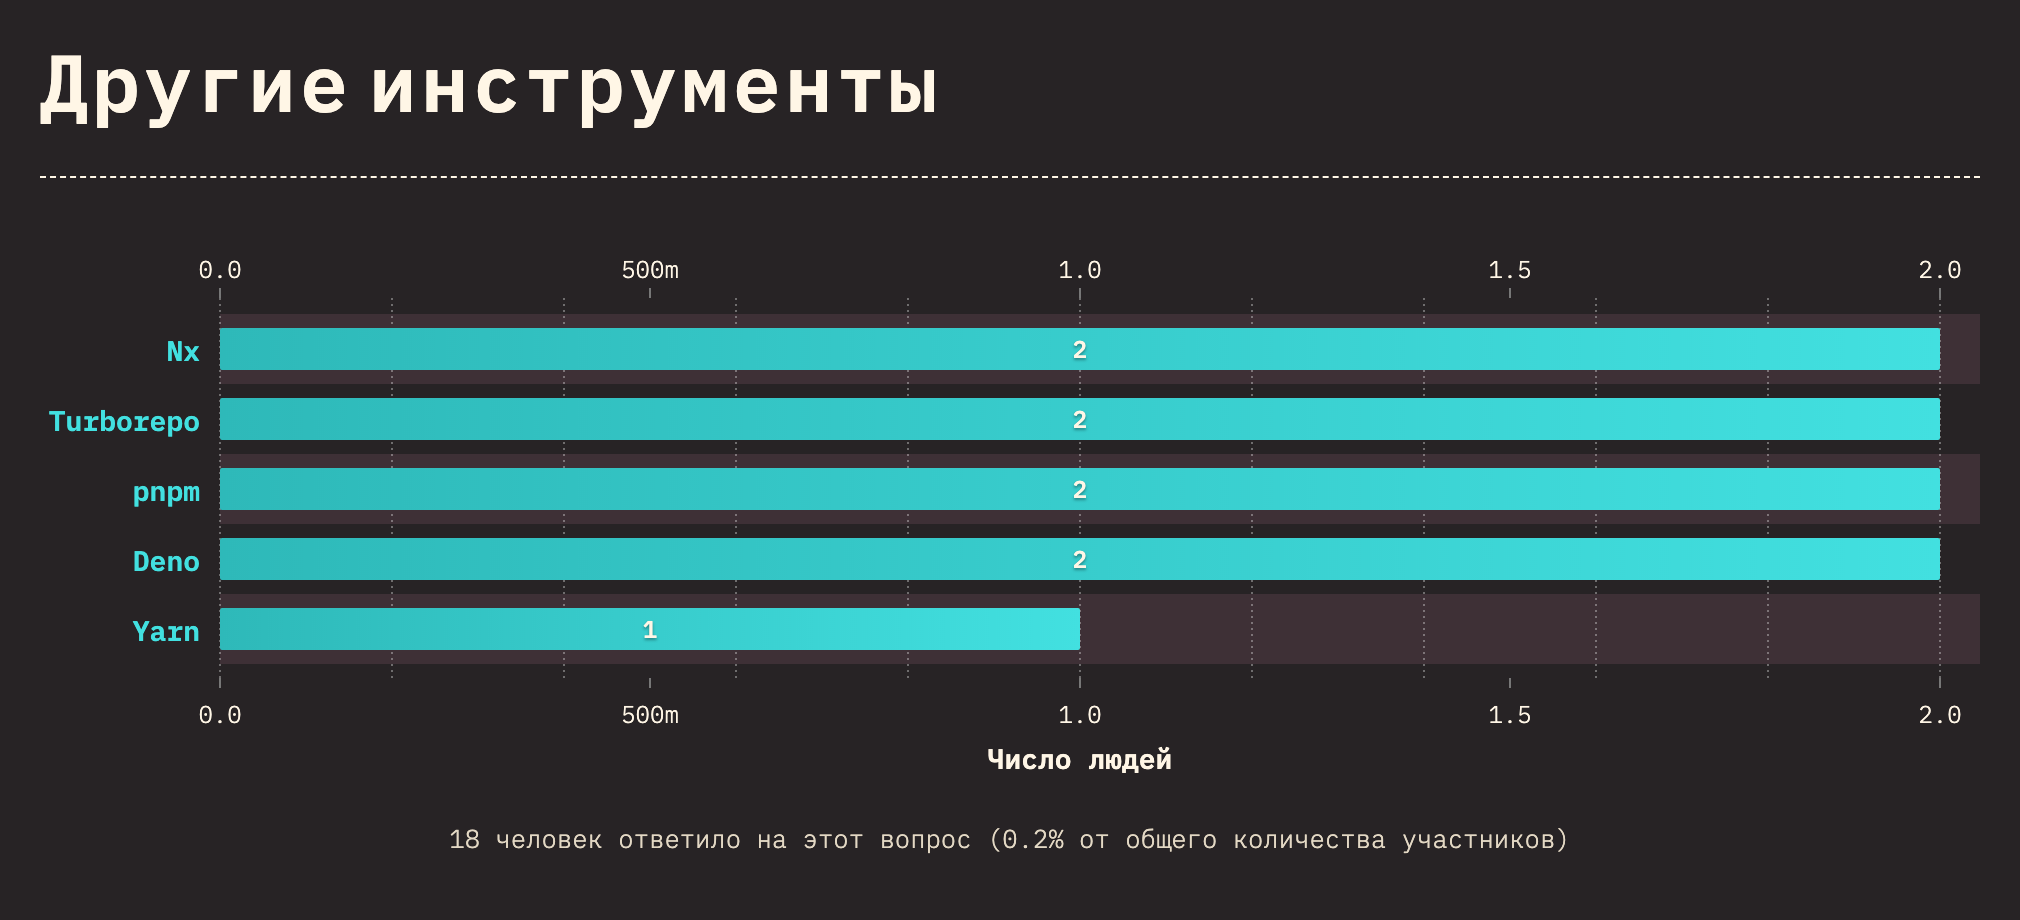 Другие инструменты
0.0 500m 1.0 1.5 2.0
Nx 2
Turborepo 2
pnpm 2
Deno 2
Yarn 1
0.0 500m 1.0 1.5 2.0
Число людей
18 человек ответило на этот вопрос (0.2% от общего количества участников)